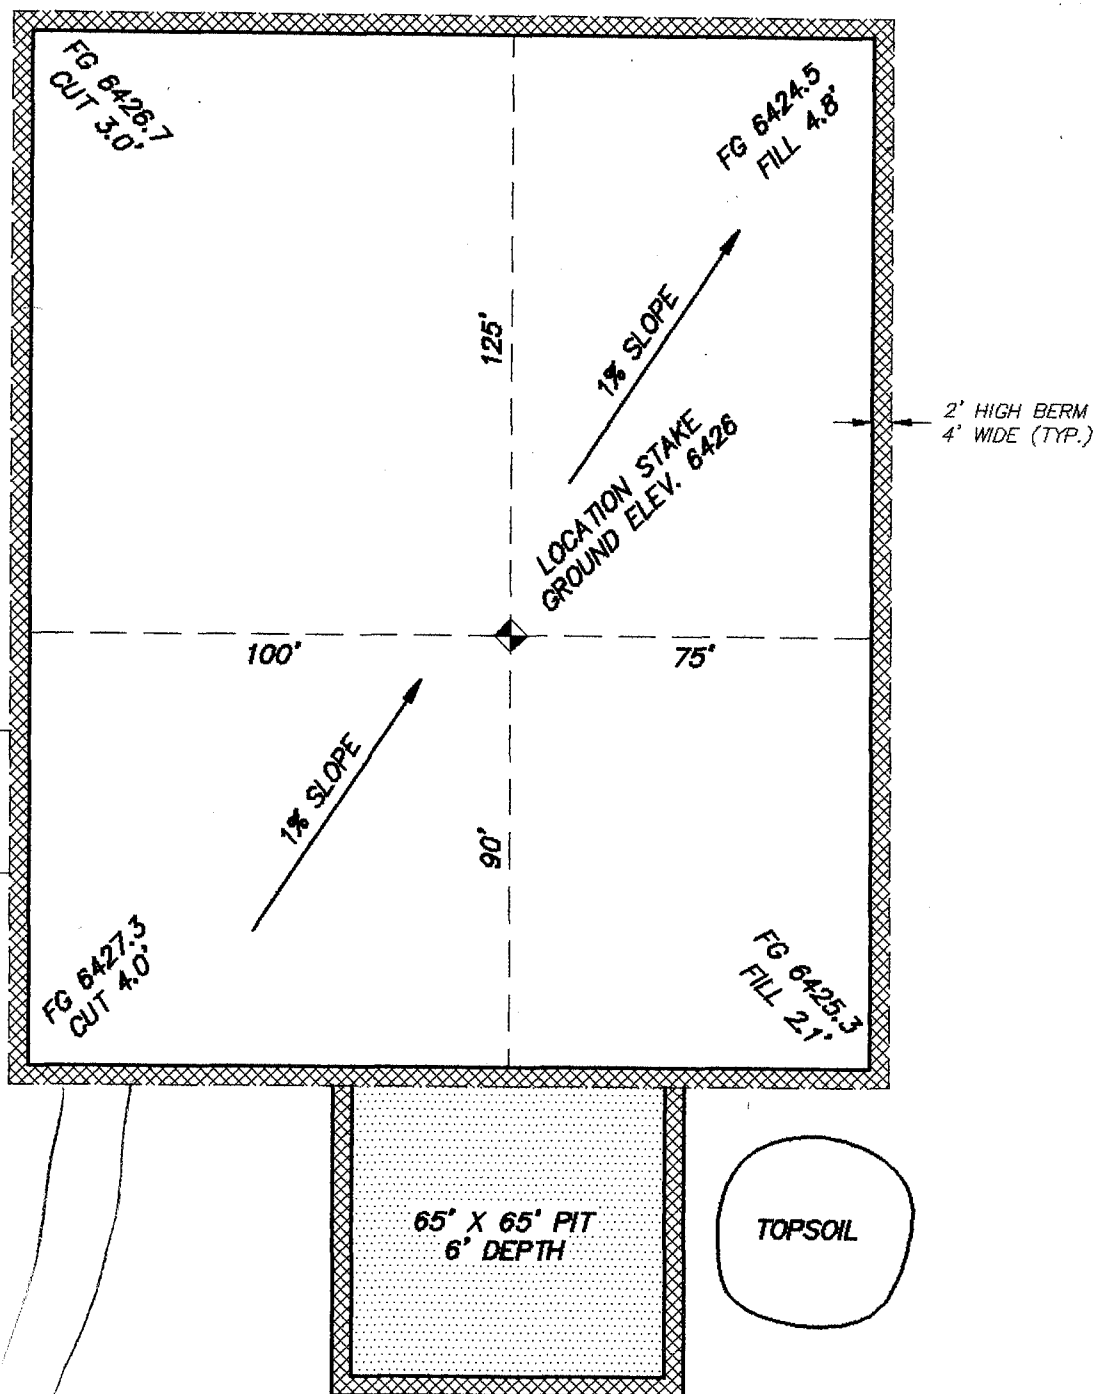 FG 6426.7
CUT 3.0'
FG 6424.5
FILL 4.8'
125'
1% SLOPE
2' HIGH BERM
4' WIDE (TYP.)
LOCATION STAKE
GROUND ELEV. 6426
100'
75'
1% SLOPE
90'
FG 6427.3
CUT 4.0'
FG 6425.3
FILL 2.1'
65' X 65' PIT
6' DEPTH
TOPSOIL